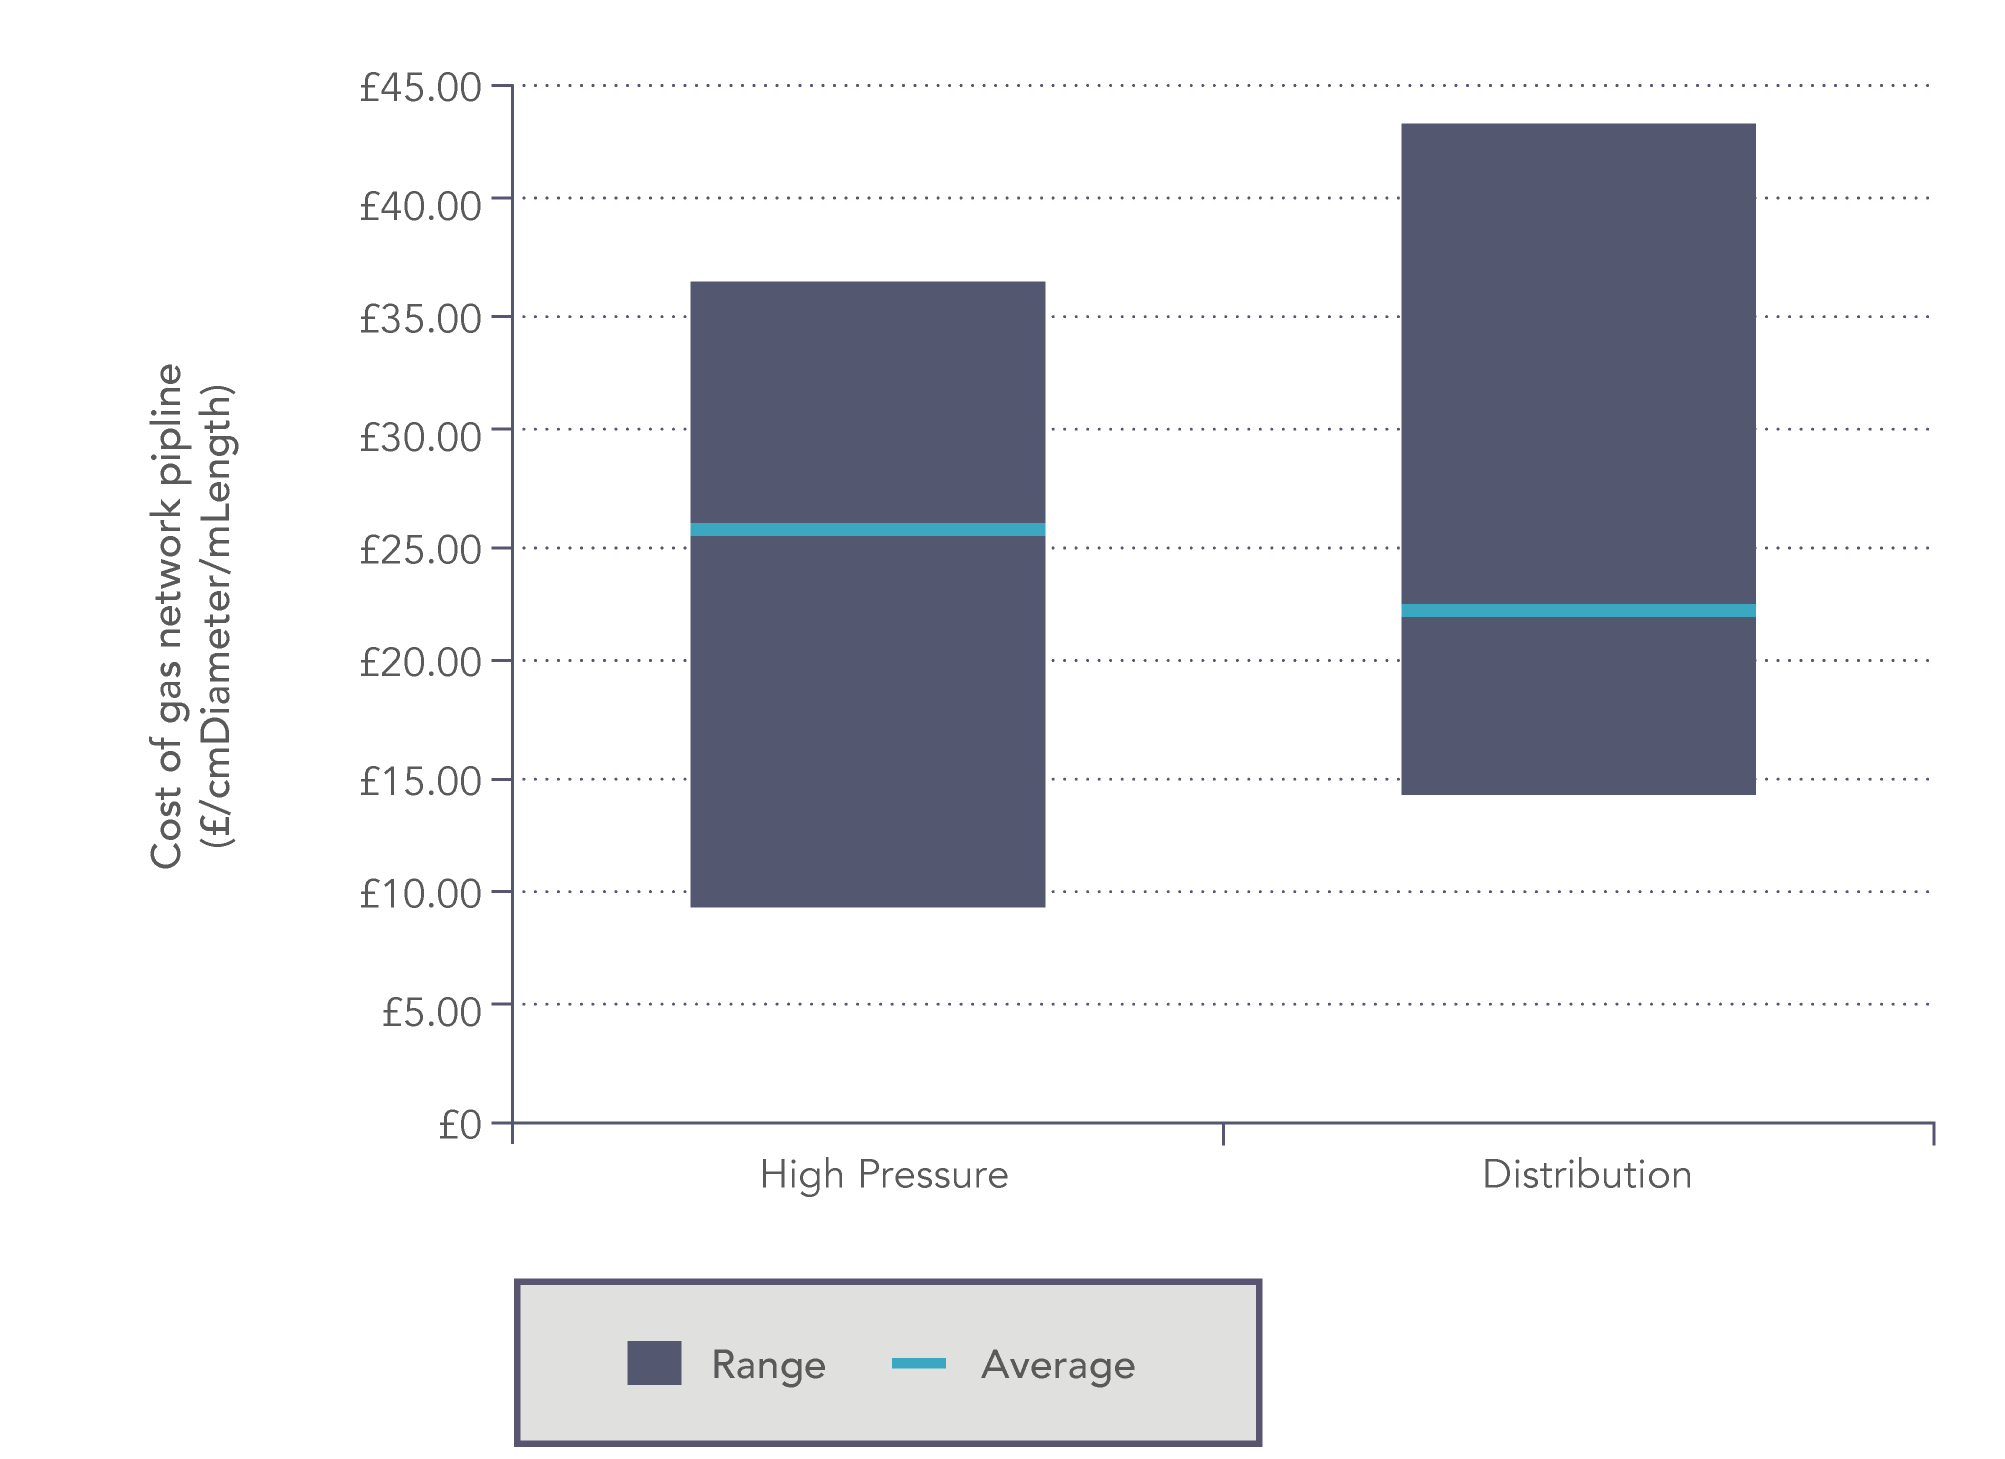 £45.00
£40.00
£35.00
£30.00
£25.00
£20.00
£15.00
£10.00
£5.00
£0
Cost of gas network pipline
(£/cmDiameter/mLength)
High Pressure
Distribution
Range
Average